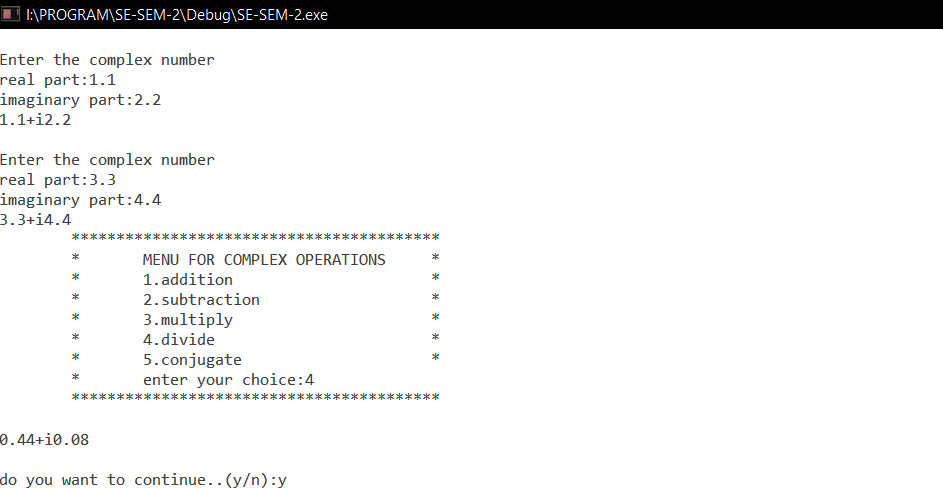 I:\PROGRAM\SE-SEM-2\Debug\SE-SEM-2.exe
Enter the complex number
real part:1.1
imaginary part:2.2
1.1+i2.2
Enter the complex number
real part:3.3
imaginary part:4.4
3.3+i4.4
*****************************************
* MENU FOR COMPLEX OPERATIONS *
* 1.addition *
* 2.subtraction *
* 3.multiply *
* 4.divide *
* 5.conjugate *
* enter your choice:4
*****************************************
0.44+i0.08
do you want to continue..(y/n):y